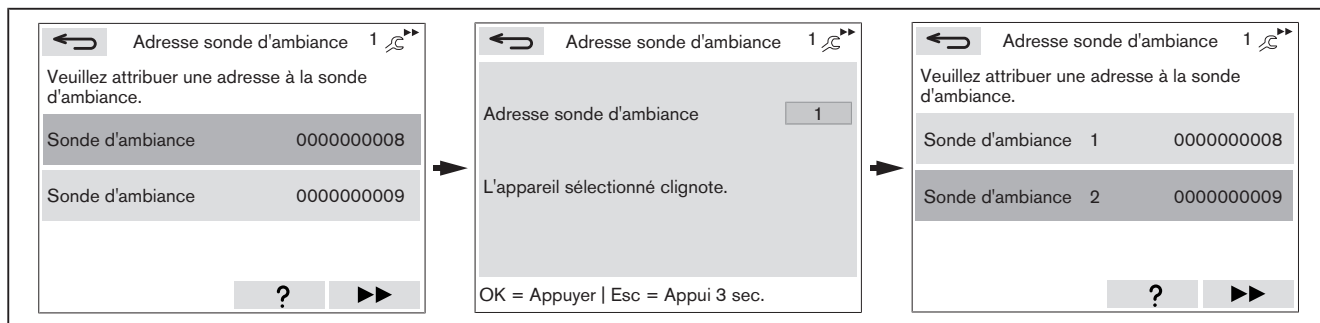 Adresse sonde d'ambiance 1
Veuillez attribuer une adresse à la sonde
d'ambiance.
Sonde d'ambiance 0000000008
Sonde d'ambiance 0000000009
?
Adresse sonde d'ambiance 1
Adresse sonde d'ambiance 1
L'appareil sélectionné clignote.
OK = Appuyer | Esc = Appui 3 sec.
Adresse sonde d'ambiance 1
Veuillez attribuer une adresse à la sonde
d'ambiance.
Sonde d'ambiance 1 0000000008
Sonde d'ambiance 2 0000000009
?